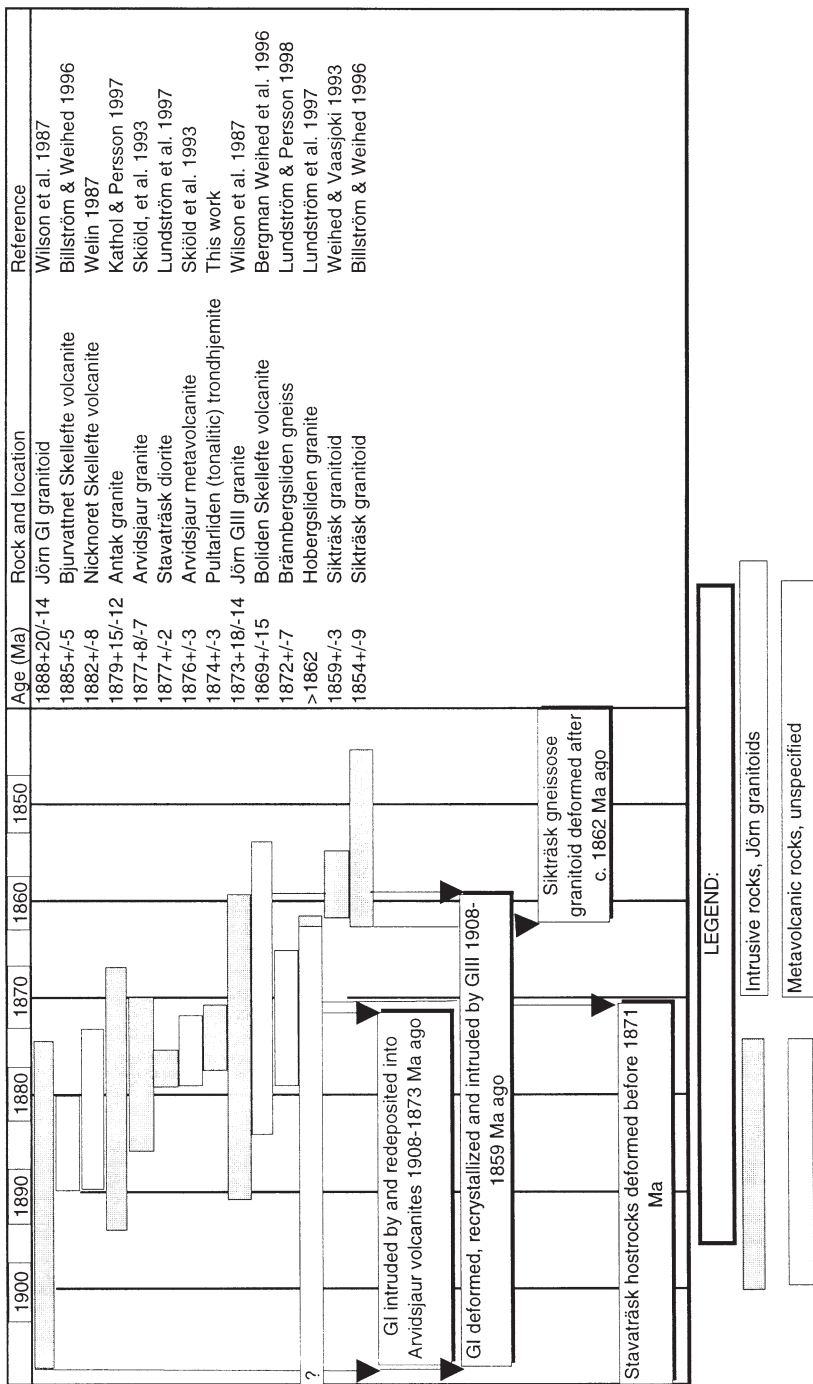 1900 1890 1880 1870 1860 1850 Age (Ma) Rock and location Reference
1888+20/-14 Jörn GI granitoid Wilson et al. 1987
1885+/-5 Bjurvattnet Skellefte volcanite Billström & Weihed 1996
1882+/-8 Nicknoret Skellefte volcanite Welin 1987
1879+15/-12 Antak granite Kathol & Persson 1997
1877+8/-7 Arvidsjaur granite Skiöld, et al. 1993
1877+/-2 Stavaträsk diorite Lundström et al. 1997
1876+/-3 Arvidsjaur metavolcanite Skiöld et al. 1993
1874+/-3 Pultarliden (tonalitic) trondhjemite This work
1873+18/-14 Jörn GIII granite Wilson et al. 1987
1869+/-15 Boliden Skellefte volcanite Bergman Weihed et al. 1996
1872+/-7 Brännbergsliden gneiss Lundström & Persson 1998
? >1862 Hobergsliden granite Lundström et al. 1997
1859+/-3 Sikträsk granitoid Weihed & Vaasjoki 1993
1854+/-9 Sikträsk granitoid Billström & Weihed 1996
GI intruded by and redeposited into
Arvidsjaur volcanites 1908-1873 Ma ago
GI deformed, recrystallized and intruded by GIII 1908-
1859 Ma ago
Sikträsk gneissose
granitoid deformed after
c. 1862 Ma ago
Stavaträsk hostrocks deformed before 1871
Ma
LEGEND:
Intrusive rocks, Jörn granitoids
Metavolcanic rocks, unspecified